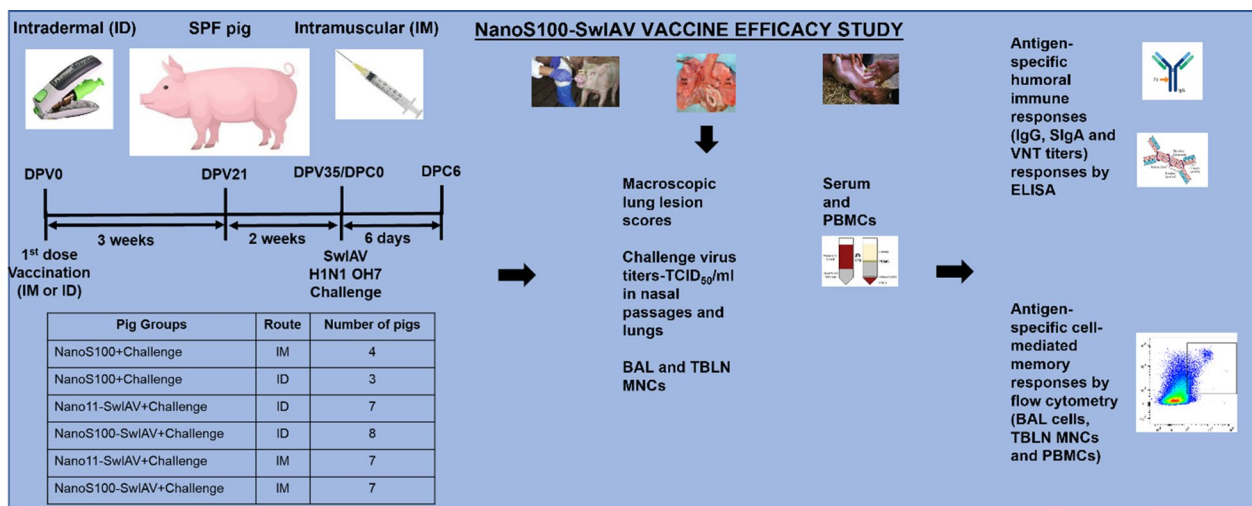 NanoS100-SwIAV VACCINE EFFICACY STUDY
Intradermal (ID)
SPF pig
Intramuscular (IM)
DPV0
DPV21
DPV35/DPC0
DPC6
3 weeks
2 weeks
6 days
1st dose
Vaccination
(IM or ID)
SwIAV
H1N1 OH7
Challenge
Pig Groups Route Number of pigs
NanoS100+Challenge IM 4
NanoS100+Challenge ID 3
Nano11-SwIAV+Challenge ID 7
NanoS100-SwIAV+Challenge ID 8
Nano11-SwIAV+Challenge IM 7
NanoS100-SwIAV+Challenge IM 7
Macroscopic
lung lesion
scores
Challenge virus
titers-TCID50/ml
in nasal
passages and
lungs
BAL and TBLN
MNCs
Serum
and
PBMCs
Antigen-
specific
humoral
immune
responses
(IgG, SIgA and
VNT titers)
responses by
ELISA
IgG
Antigen-
specific cell-
mediated
memory
responses by
flow cytometry
(BAL cells,
TBLN MNCs
and PBMCs)